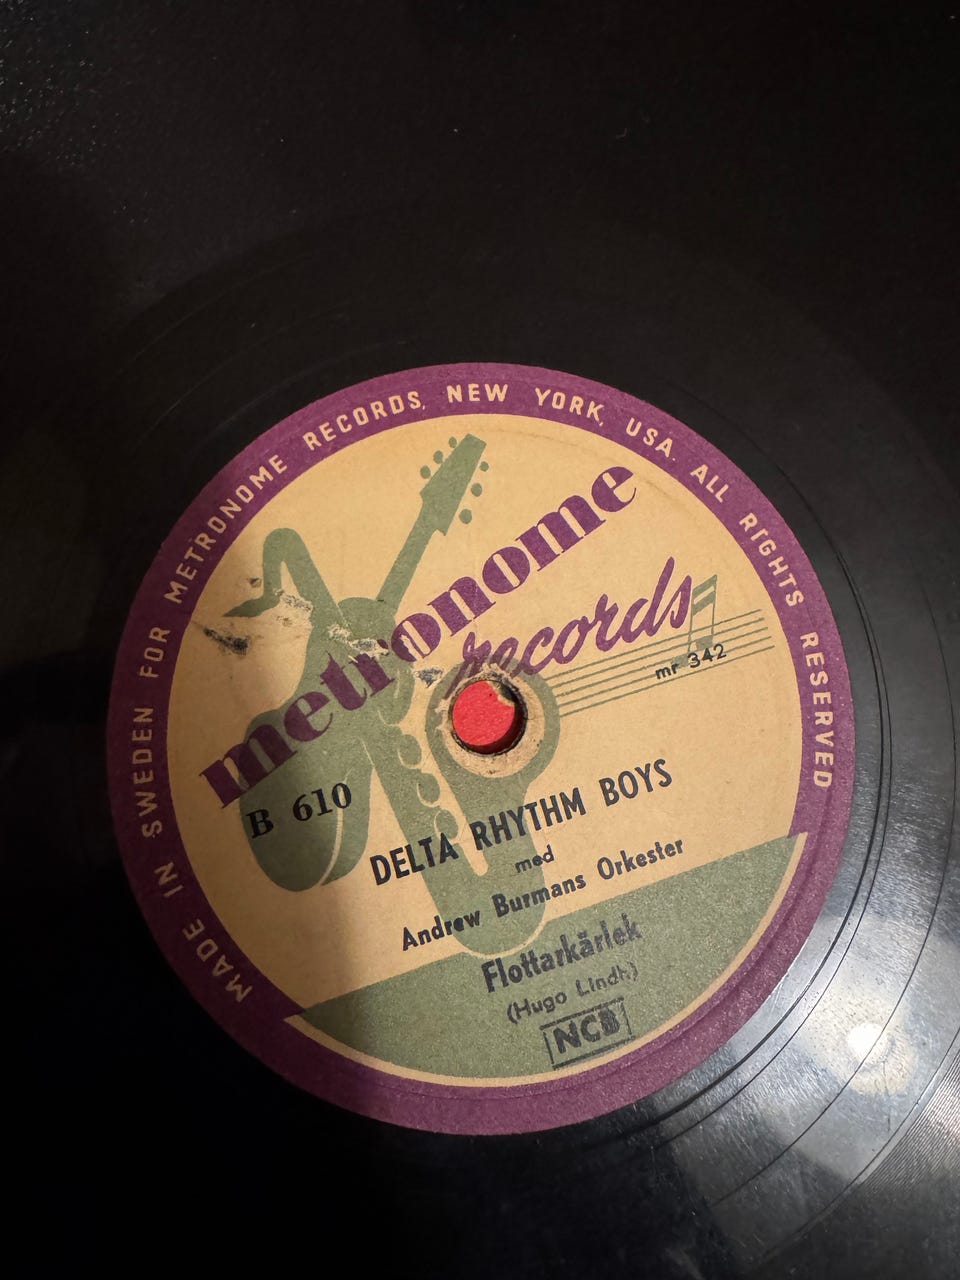 MADE IN SWEDEN FOR METRONOME RECORDS, NEW YORK, USA. ALL RIGHTS RESERVED
metronome
records
mr 342
B 610
DELTA RHYTHM BOYS
med
Andrew Burmans Orkester
Flottarkärlek
(Hugo Lindh)
NCB